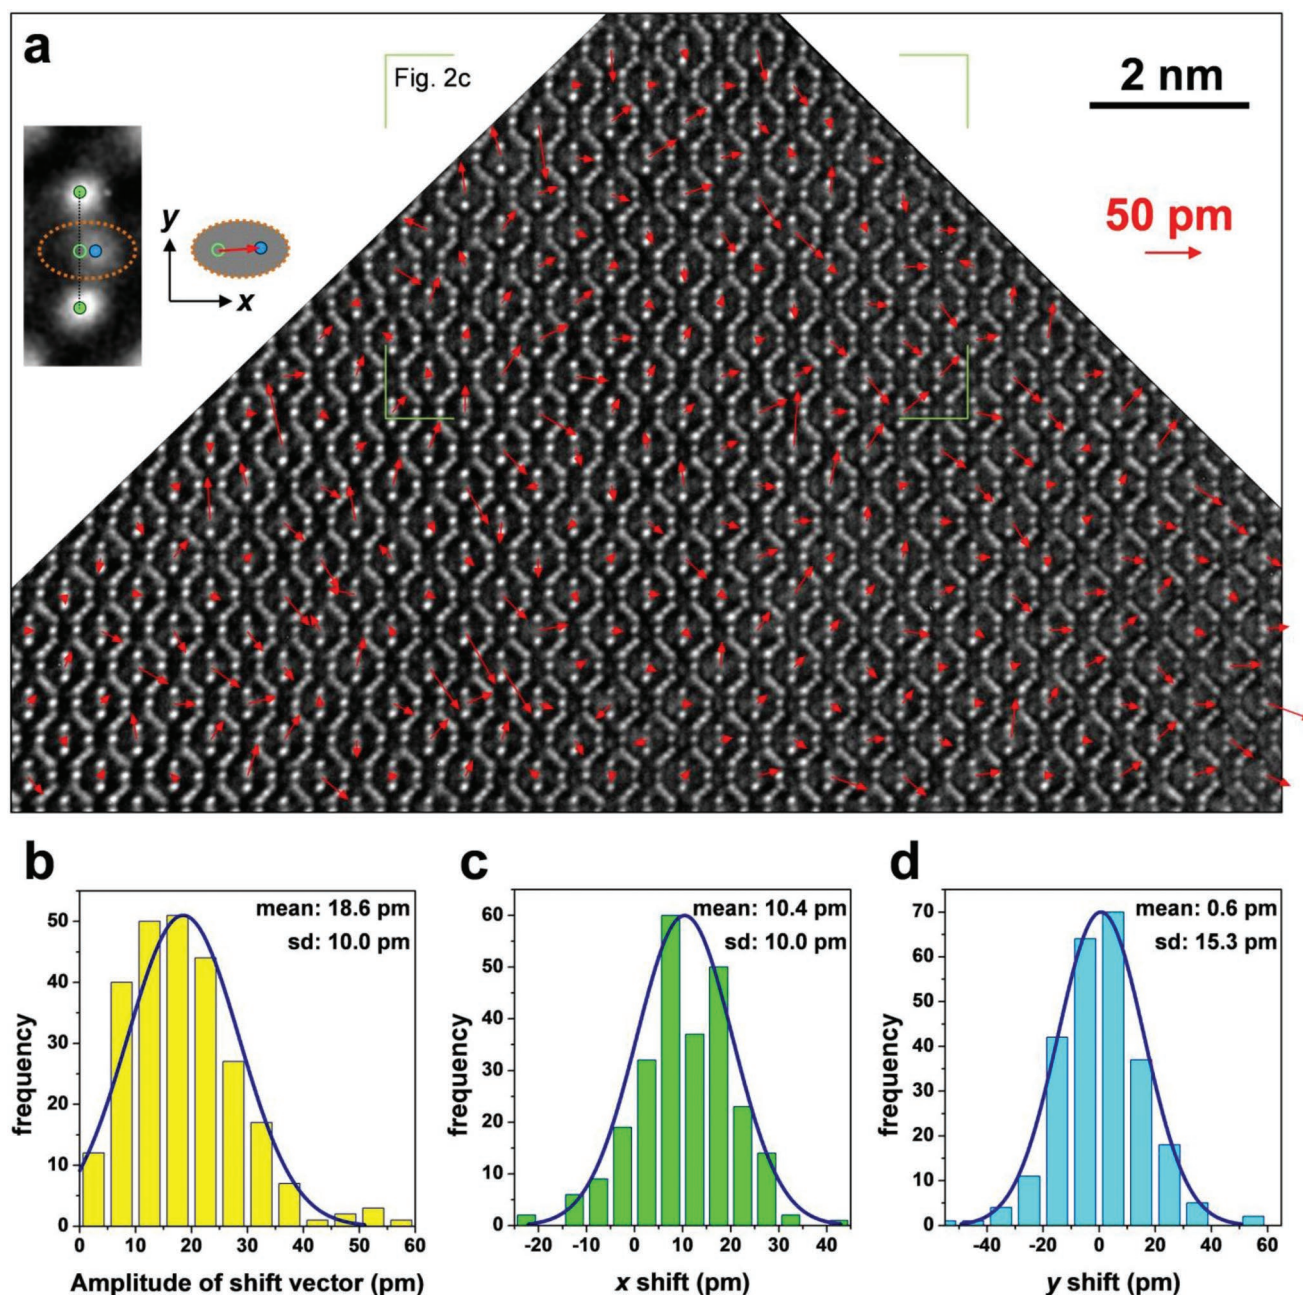 a
Fig. 2c
2 nm
50 pm
y
x
b
c
d
mean: 18.6 pm
sd: 10.0 pm
mean: 10.4 pm
sd: 10.0 pm
mean: 0.6 pm
sd: 15.3 pm
frequency
50
40
30
20
10
0
0 10 20 30 40 50 60
Amplitude of shift vector (pm)
frequency
60
50
40
30
20
10
0
-20 -10 0 10 20 30 40
x shift (pm)
frequency
70
60
50
40
30
20
10
0
-40 -20 0 20 40 60
y shift (pm)